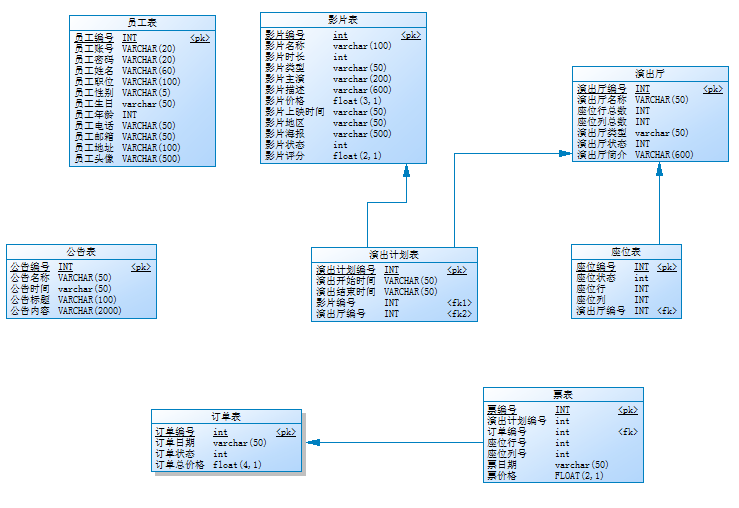 员工表
员工编号 INT <pk>
员工账号 VARCHAR(20)
员工密码 VARCHAR(20)
员工姓名 VARCHAR(60)
员工职位 VARCHAR(100)
员工性别 VARCHAR(5)
员工生日 varchar(50)
员工年龄 INT
员工电话 VARCHAR(50)
员工邮箱 VARCHAR(50)
员工地址 VARCHAR(100)
员工头像 VARCHAR(500)
影片表
影片编号 int <pk>
影片名称 varchar(100)
影片时长 int
影片类型 varchar(50)
影片主演 varchar(200)
影片描述 varchar(600)
影片价格 float(3,1)
影片上映时间 varchar(50)
影片地区 varchar(50)
影片海报 varchar(500)
影片状态 int
影片评分 float(2,1)
演出厅
演出厅编号 INT <pk>
演出厅名称 VARCHAR(50)
座位行总数 INT
座位列总数 INT
演出厅类型 varchar(50)
演出厅状态 INT
演出厅简介 VARCHAR(600)
公告表
公告编号 INT <pk>
公告名称 VARCHAR(50)
公告时间 varchar(50)
公告标题 VARCHAR(100)
公告内容 VARCHAR(2000)
演出计划表
演出计划编号 INT <pk>
演出开始时间 VARCHAR(50)
演出结束时间 VARCHAR(50)
影片编号 INT <fk1>
演出厅编号 INT <fk2>
座位表
座位编号 INT <pk>
座位状态 int
座位行 INT
座位列 INT
演出厅编号 INT <fk>
订单表
订单编号 int <pk>
订单日期 varchar(50)
订单状态 int
订单总价格 float(4,1)
票表
票编号 INT <pk>
演出计划编号 int
订单编号 int <fk>
座位行号 int
座位列号 int
票日期 varchar(50)
票价格 FLOAT(2,1)